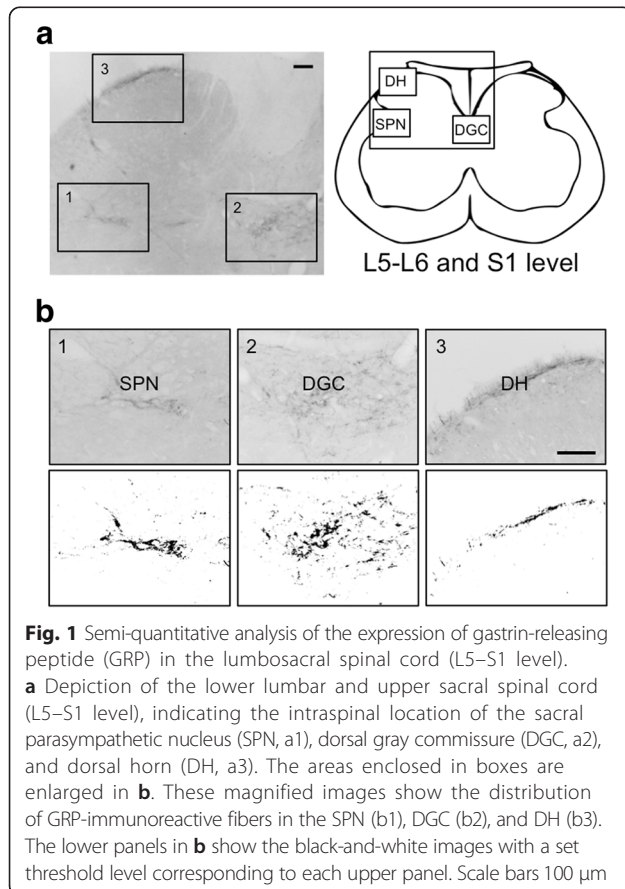 a
3
1
2
DH
SPN
DGC
L5-L6 and S1 level
b
1
SPN
2
DGC
3
DH
Fig. 1 Semi-quantitative analysis of the expression of gastrin-releasing
peptide (GRP) in the lumbosacral spinal cord (L5–S1 level).
a Depiction of the lower lumbar and upper sacral spinal cord
(L5–S1 level), indicating the intraspinal location of the sacral
parasympathetic nucleus (SPN, a1), dorsal gray commissure (DGC, a2),
and dorsal horn (DH, a3). The areas enclosed in boxes are
enlarged in b. These magnified images show the distribution
of GRP-immunoreactive fibers in the SPN (b1), DGC (b2), and DH (b3).
The lower panels in b show the black-and-white images with a set
threshold level corresponding to each upper panel. Scale bars 100 μm